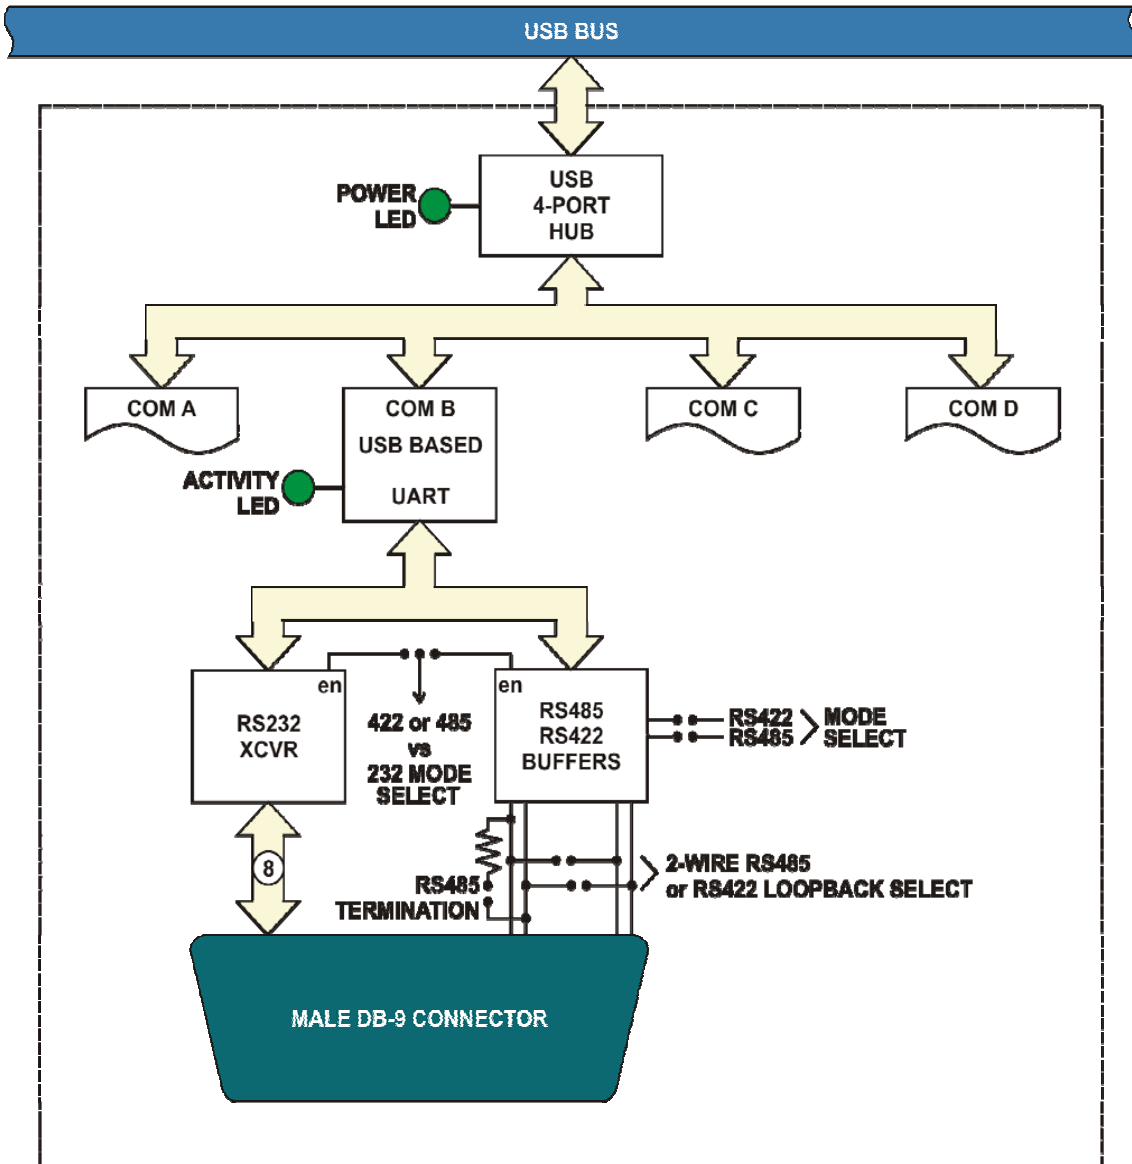 USB BUS
USB
4-PORT
HUB
POWER
LED
COM A
COM B
COM C
COM D
USB BASED
UART
ACTIVITY
LED
en
en
RS232
XCVR
422 or 485
vs
232 MODE
SELECT
RS485
RS422
BUFFERS
RS422
RS485
MODE
SELECT
8
RS485
TERMINATION
2-WIRE RS485
or RS422 LOOPBACK SELECT
MALE DB-9 CONNECTOR